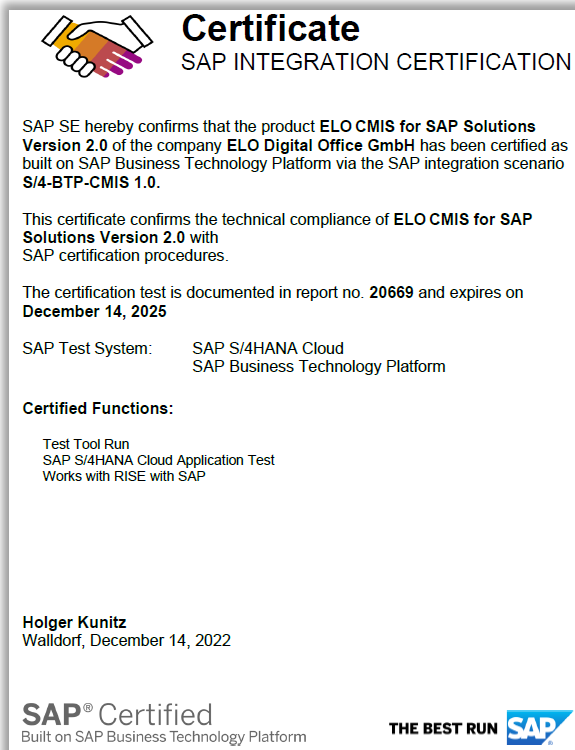 Certificate
SAP INTEGRATION CERTIFICATION
SAP SE hereby confirms that the product ELO CMIS for SAP Solutions
Version 2.0 of the company ELO Digital Office GmbH has been certified as
built on SAP Business Technology Platform via the SAP integration scenario
S/4-BTP-CMIS 1.0.
This certificate confirms the technical compliance of ELO CMIS for SAP
Solutions Version 2.0 with
SAP certification procedures.
The certification test is documented in report no. 20669 and expires on
December 14, 2025
SAP Test System: SAP S/4HANA Cloud
SAP Business Technology Platform
Certified Functions:
Test Tool Run
SAP S/4HANA Cloud Application Test
Works with RISE with SAP
Holger Kunitz
Walldorf, December 14, 2022
SAP® Certified
Built on SAP Business Technology Platform
THE BEST RUN SAP®